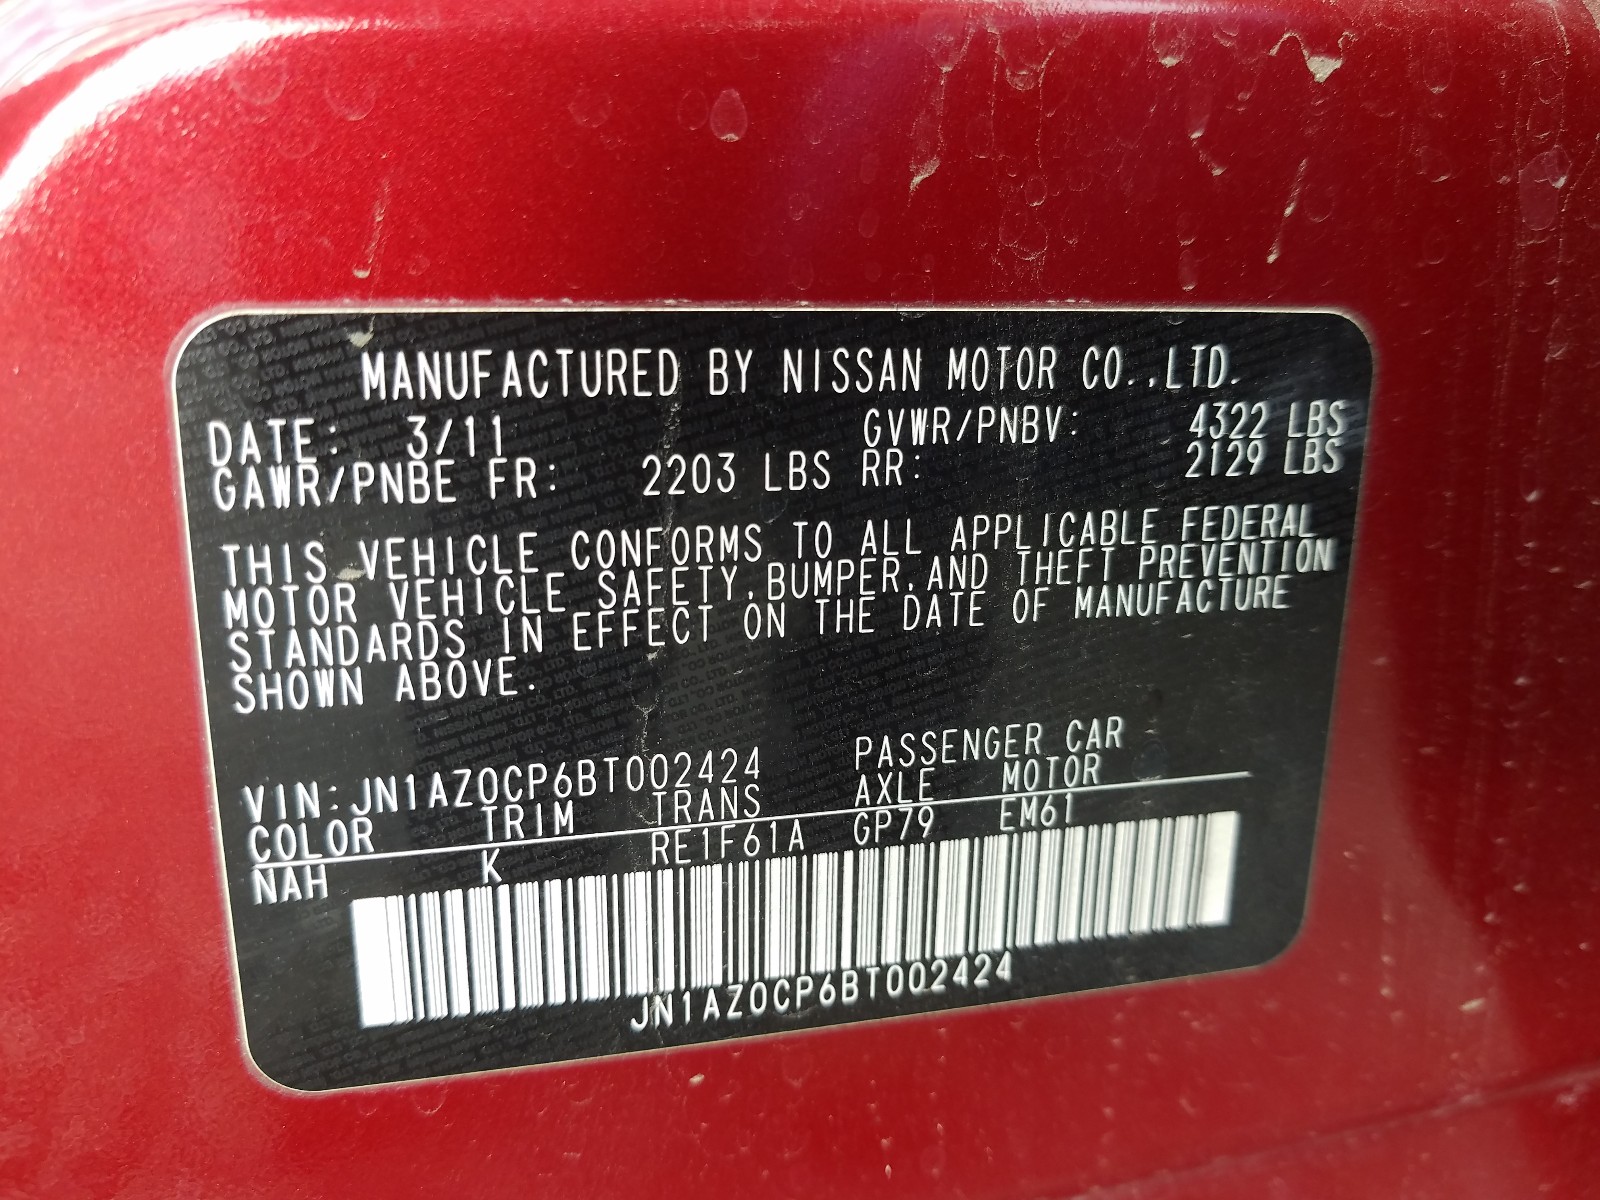 MANUFACTURED BY NISSAN MOTOR CO.,LTD.
DATE: 3/11 GVWR/PNBV: 4322 LBS
GAWR/PNBE FR: 2203 LBS RR: 2129 LBS
THIS VEHICLE CONFORMS TO ALL APPLICABLE FEDERAL
MOTOR VEHICLE SAFETY,BUMPER,AND THEFT PREVENTION
STANDARDS IN EFFECT ON THE DATE OF MANUFACTURE
SHOWN ABOVE.
VIN:JN1AZ0CP6BT002424 PASSENGER CAR
COLOR TRIM TRANS AXLE MOTOR
NAH K RE1F61A GP79 EM61
JN1AZ0CP6BT002424